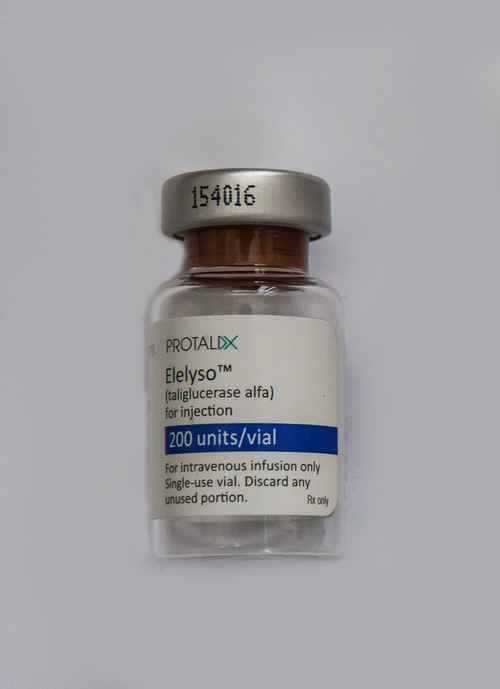 154016
PROTALIX
Elelyso™
(taliglucerase alfa)
for injection
200 units/vial
For intravenous infusion only
Single-use vial. Discard any
unused portion.
Rx only